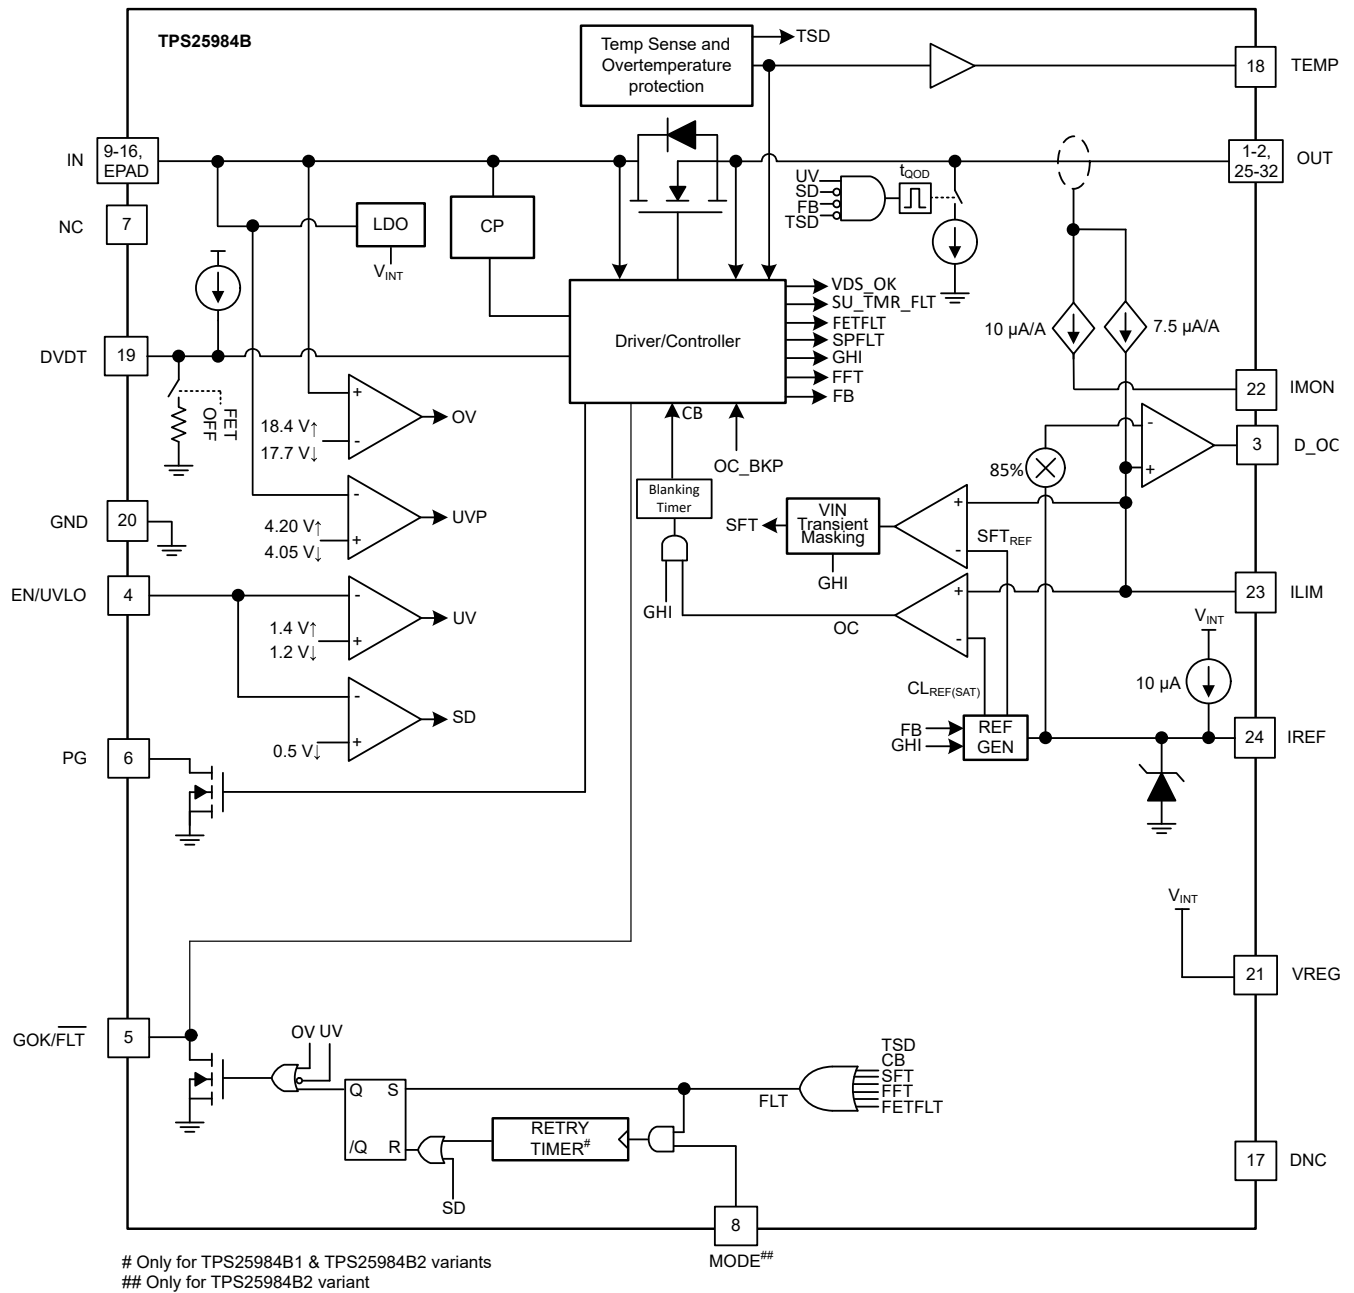 TPS25984B
Temp Sense and
Overtemperature
protection
TSD
18
TEMP
IN
9-16,
EPAD
1-2,
25-32
OUT
NC
7
LDO
VINT
CP
UV
SD
FB
TSD
tQOD
DVDT
19
FET
OFF
Driver/Controller
VDS_OK
SU_TMR_FLT
FETFLT
SPFLT
GHI
FFT
FB
10 µA/A
7.5 µA/A
22
IMON
+
-
18.4 V↑
17.7 V↓
OV
CB
OC_BKP
-
+
3
D_OC
85%
Blanking
Timer
GND
20
-
+
4.20 V↑
4.05 V↓
UVP
SFT
VIN
Transient
Masking
GHI
+
-
SFTREF
EN/UVLO
4
-
+
1.4 V↑
1.2 V↓
UV
GHI
OC
+
-
23
ILIM
VINT
10 µA
CLREF(SAT)
-
+
0.5 V↓
SD
FB
GHI
REF
GEN
24
IREF
PG
6
VINT
21
VREG
GOK/FLT
5
OV UV
Q
S
/Q
R
FLT
TSD
CB
SFT
FFT
FETFLT
RETRY
TIMER#
SD
17
DNC
8
MODE##
# Only for TPS25984B1 & TPS25984B2 variants
## Only for TPS25984B2 variant